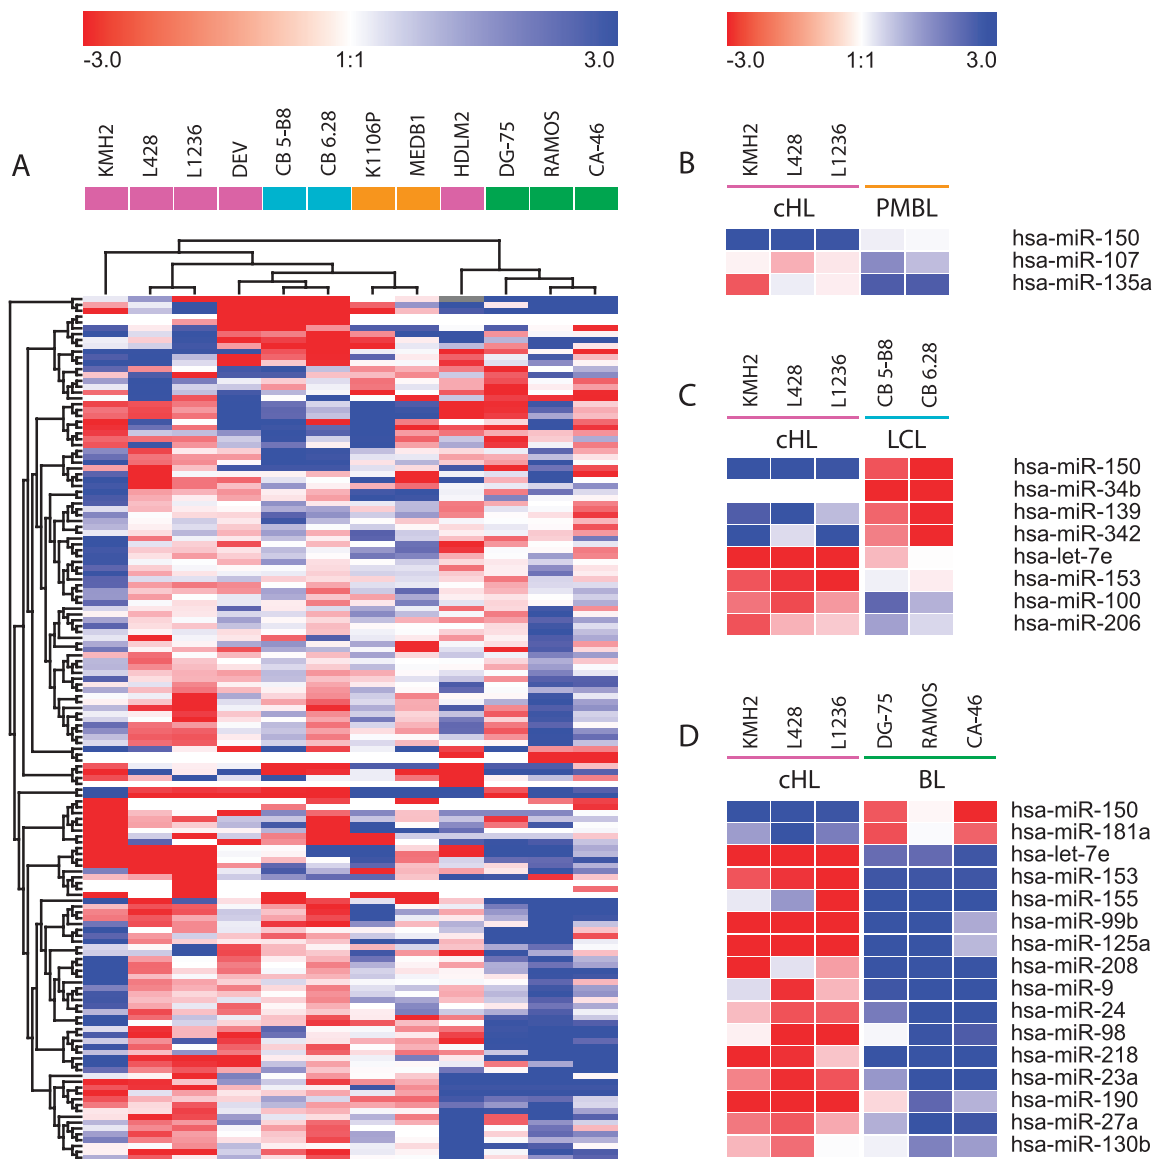 -3.0 1:1 3.0
A
KMH2 L428 L1236 DEV CB 5-B8 CB 6.28 K1106P MEDB1 HDLM2 DG-75 RAMOS CA-46
-3.0 1:1 3.0
B
KMH2 L428 L1236
cHL PMBL
hsa-miR-150
hsa-miR-107
hsa-miR-135a
C
KMH2 L428 L1236 CB 5-B8 CB 6.28
cHL LCL
hsa-miR-150
hsa-miR-34b
hsa-miR-139
hsa-miR-342
hsa-let-7e
hsa-miR-153
hsa-miR-100
hsa-miR-206
D
KMH2 L428 L1236 DG-75 RAMOS CA-46
cHL BL
hsa-miR-150
hsa-miR-181a
hsa-let-7e
hsa-miR-153
hsa-miR-155
hsa-miR-99b
hsa-miR-125a
hsa-miR-208
hsa-miR-9
hsa-miR-24
hsa-miR-98
hsa-miR-218
hsa-miR-23a
hsa-miR-190
hsa-miR-27a
hsa-miR-130b